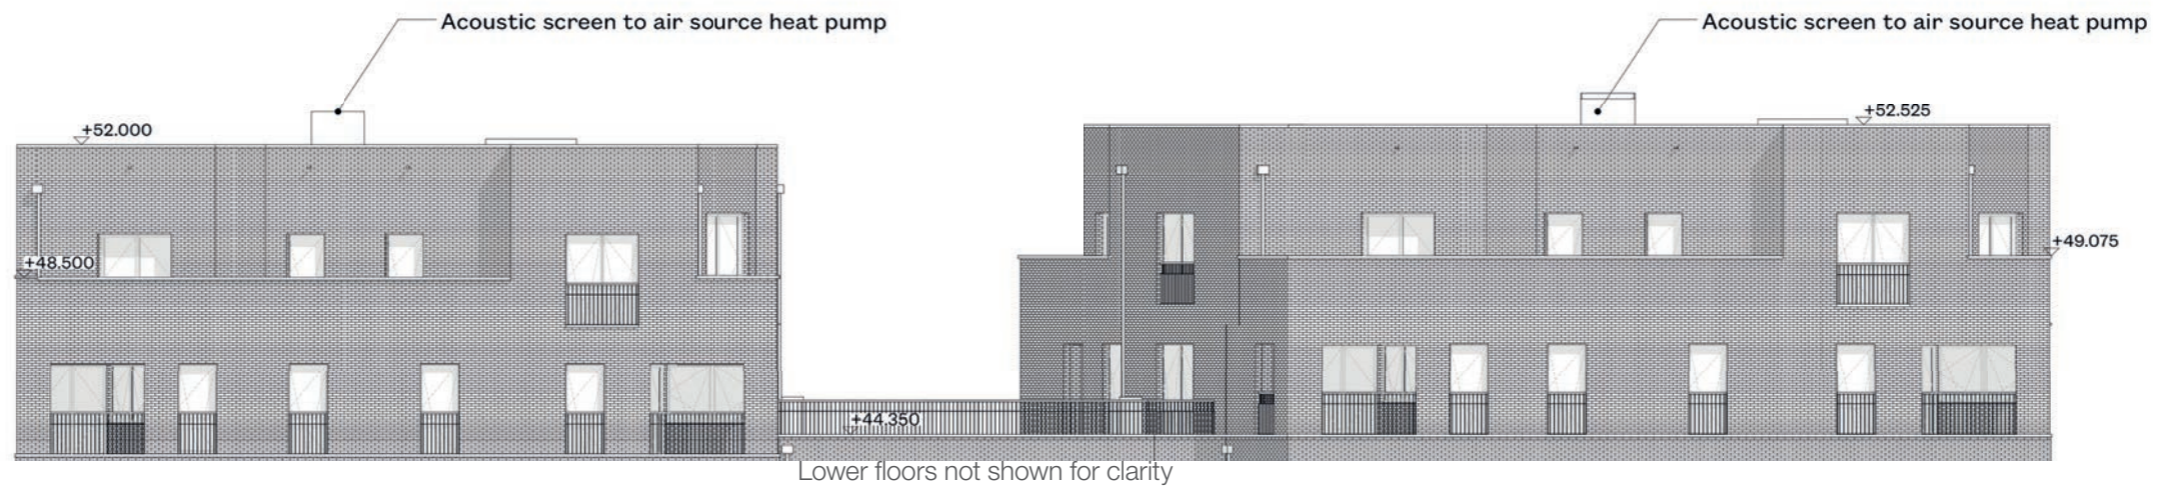 Acoustic screen to air source heat pump
Acoustic screen to air source heat pump
+52.000
+52.525
+48.500
+49.075
+44.350
Lower floors not shown for clarity